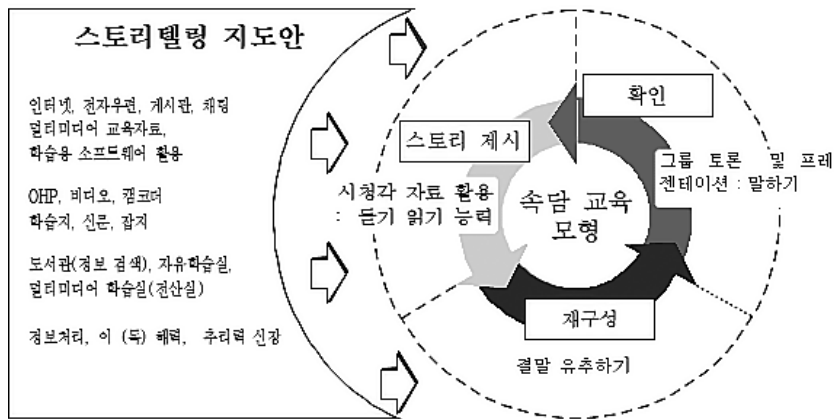 스토리텔링 지도안
인터넷, 전자우편, 게시판, 채팅
멀티미디어 교육자료,
학습용 소프트웨어 활용
OHP, 비디오, 캠코더
학습지, 신문, 잡지
도서관(정보 검색), 자유학습실,
멀티미디어 학습실(전산실)
정보처리, 이 (독) 해력, 추리력 신장
스토리 제시
시청각 자료 활용
: 듣기 읽기 능력
확인
그룹 토론 및 프레
젠테이션 : 말하기
속담 교육
모형
재구성
결말 유추하기